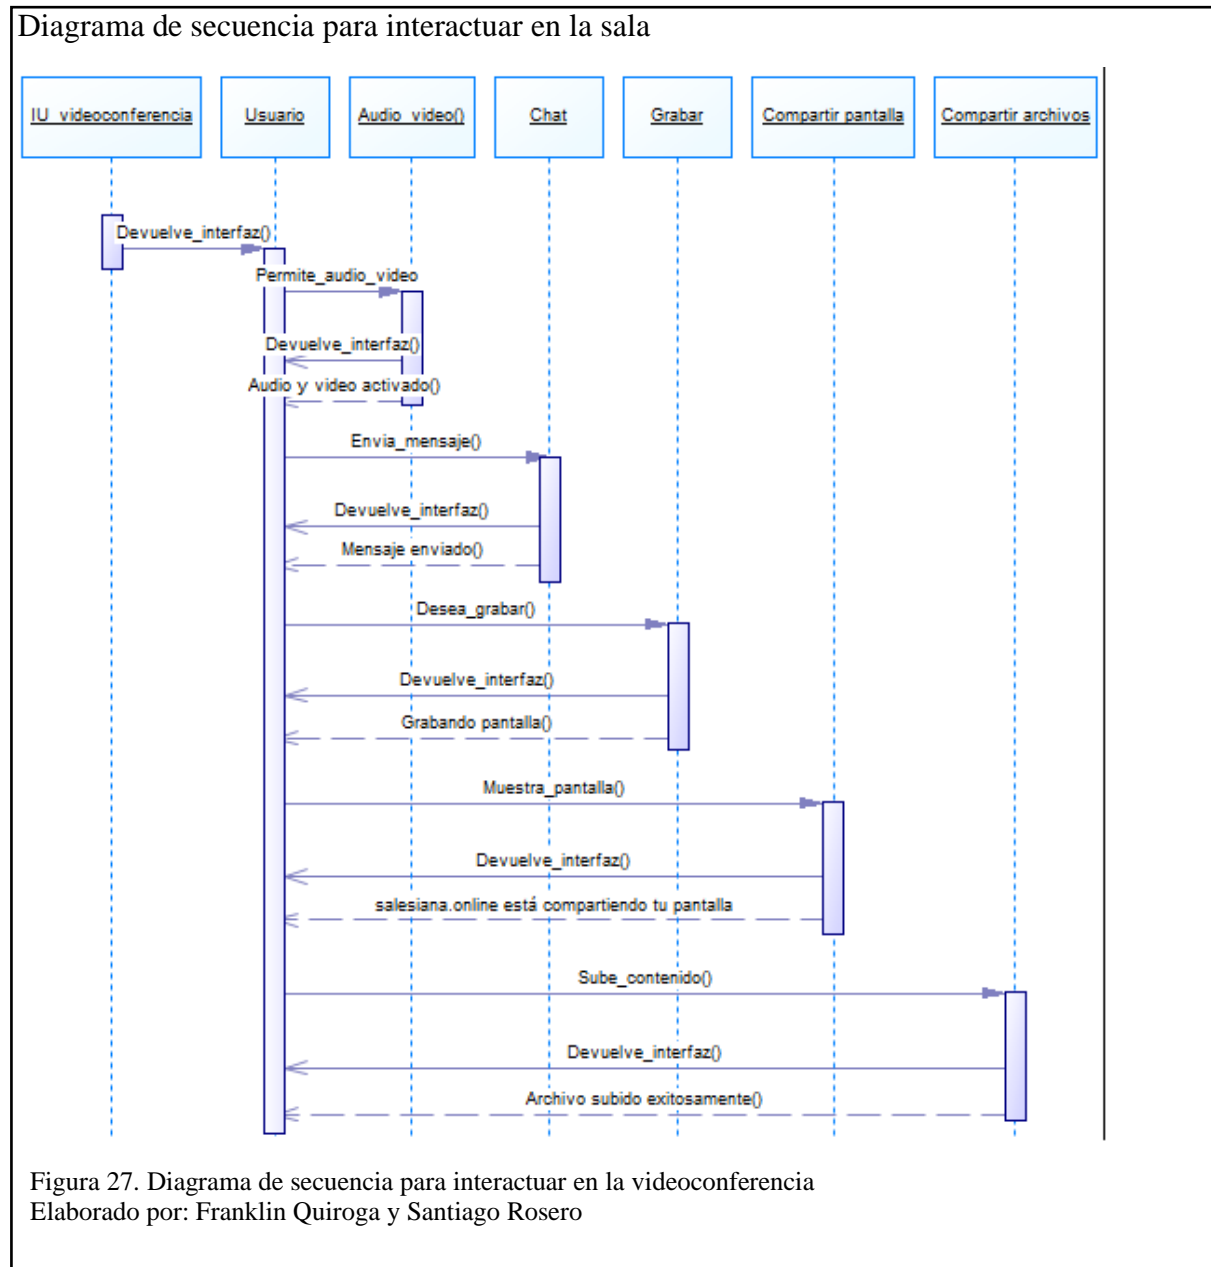 Diagrama de secuencia para interactuar en la sala
IU_videoconferencia
Usuario
Audio_video()
Chat
Grabar
Compartir pantalla
Compartir archivos
Devuelve_interfaz()
Permite_audio_video
Devuelve_interfaz()
Audio y video activado()
Envia_mensaje()
Devuelve_interfaz()
Mensaje enviado()
Desea_grabar()
Devuelve_interfaz()
Grabando pantalla()
Muestra_pantalla()
Devuelve_interfaz()
salesiana.online está compartiendo tu pantalla
Sube_contenido()
Devuelve_interfaz()
Archivo subido exitosamente()
Figura 27. Diagrama de secuencia para interactuar en la videoconferencia
Elaborado por: Franklin Quiroga y Santiago Rosero